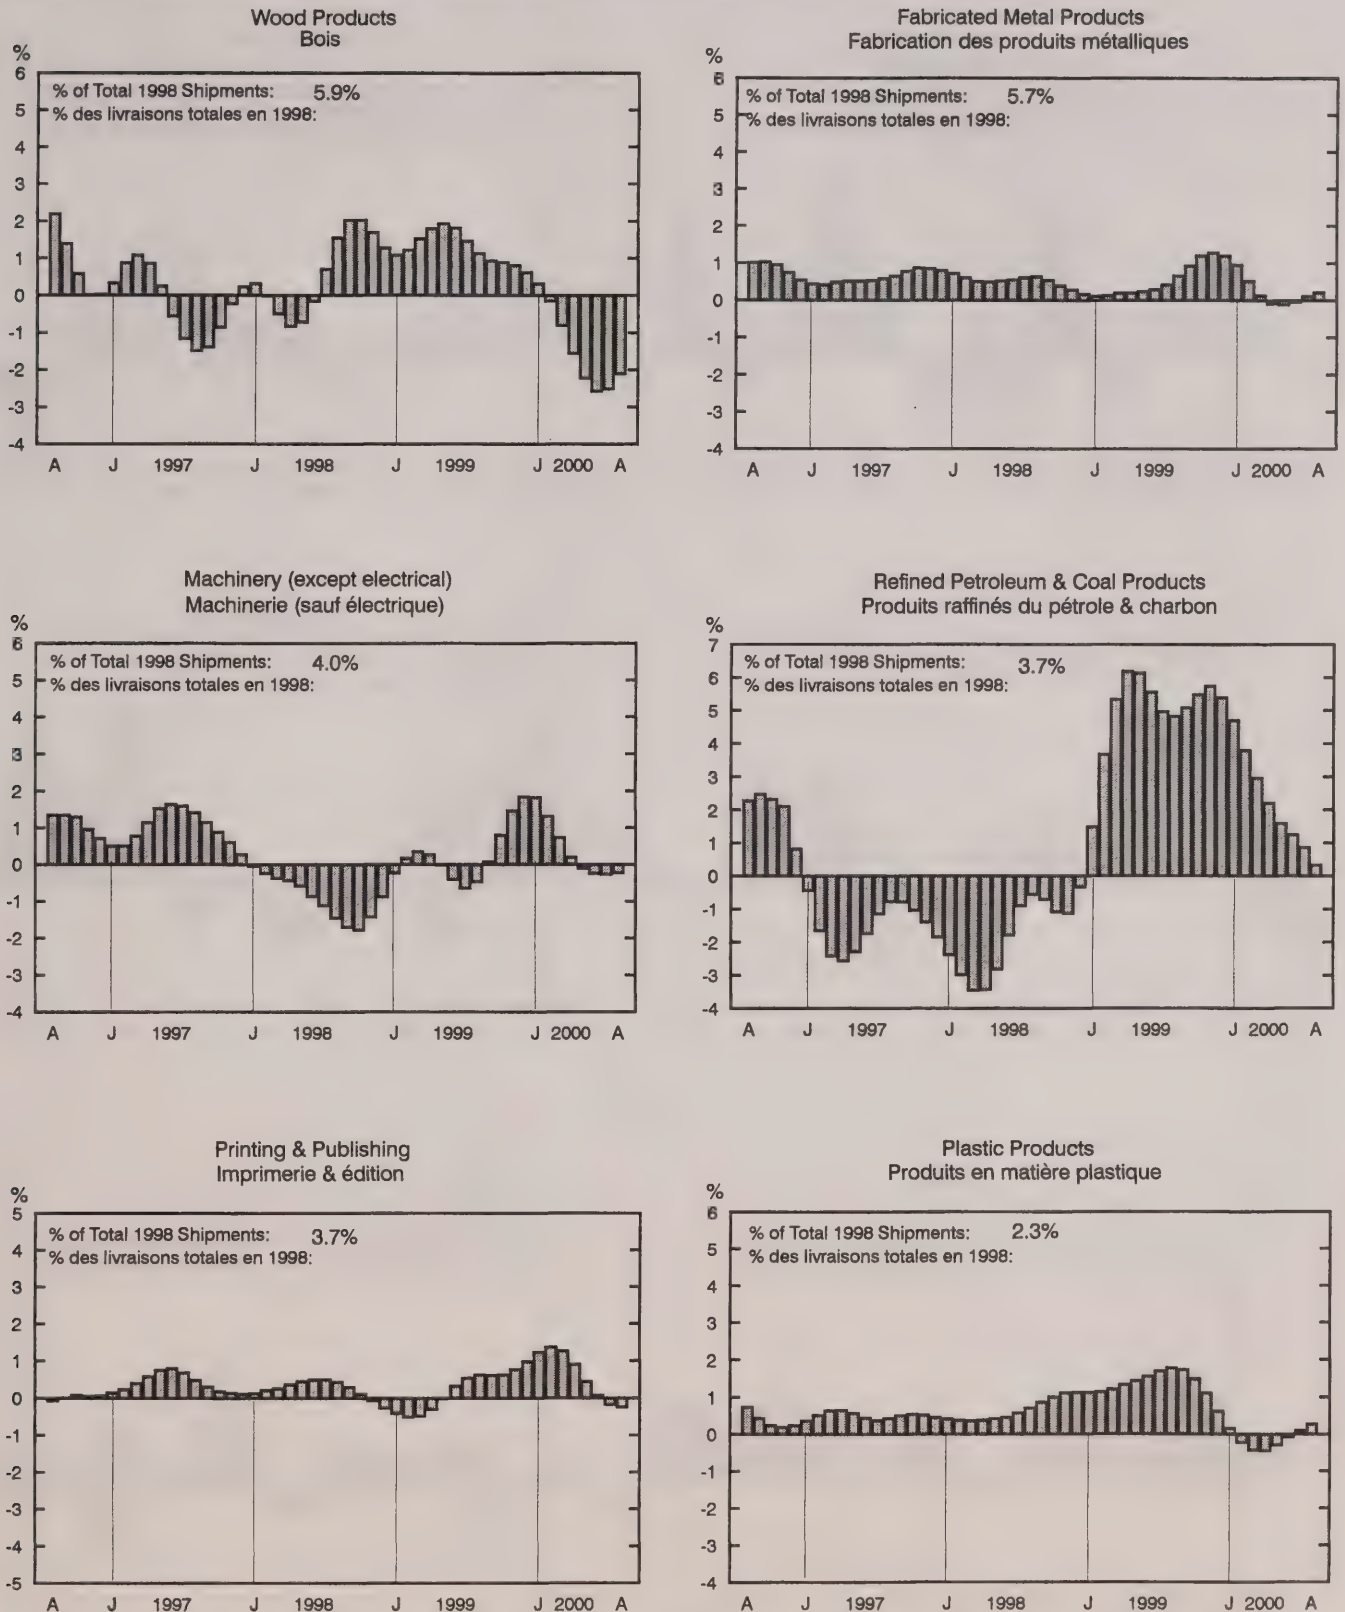 Wood Products
Bois
%
6
5
4
3
2
1
0
-1
-2
-3
-4
% of Total 1998 Shipments: 5.9%
% des livraisons totales en 1998:
A J 1997 J 1998 J 1999 J 2000 A
Fabricated Metal Products
Fabrication des produits métalliques
%
6
5
4
3
2
1
0
-1
-2
-3
-4
% of Total 1998 Shipments: 5.7%
% des livraisons totales en 1998:
A J 1997 J 1998 J 1999 J 2000 A
Machinery (except electrical)
Machinerie (sauf électrique)
%
6
5
4
3
2
1
0
-1
-2
-3
-4
% of Total 1998 Shipments: 4.0%
% des livraisons totales en 1998:
A J 1997 J 1998 J 1999 J 2000 A
Refined Petroleum & Coal Products
Produits raffinés du pétrole & charbon
%
7
6
5
4
3
2
1
0
-1
-2
-3
-4
% of Total 1998 Shipments: 3.7%
% des livraisons totales en 1998:
A J 1997 J 1998 J 1999 J 2000 A
Printing & Publishing
Imprimerie & édition
%
5
4
3
2
1
0
-1
-2
-3
-4
-5
% of Total 1998 Shipments: 3.7%
% des livraisons totales en 1998:
A J 1997 J 1998 J 1999 J 2000 A
Plastic Products
Produits en matière plastique
%
6
5
4
3
2
1
0
-1
-2
-3
-4
% of Total 1998 Shipments: 2.3%
% des livraisons totales en 1998:
A J 1997 J 1998 J 1999 J 2000 A